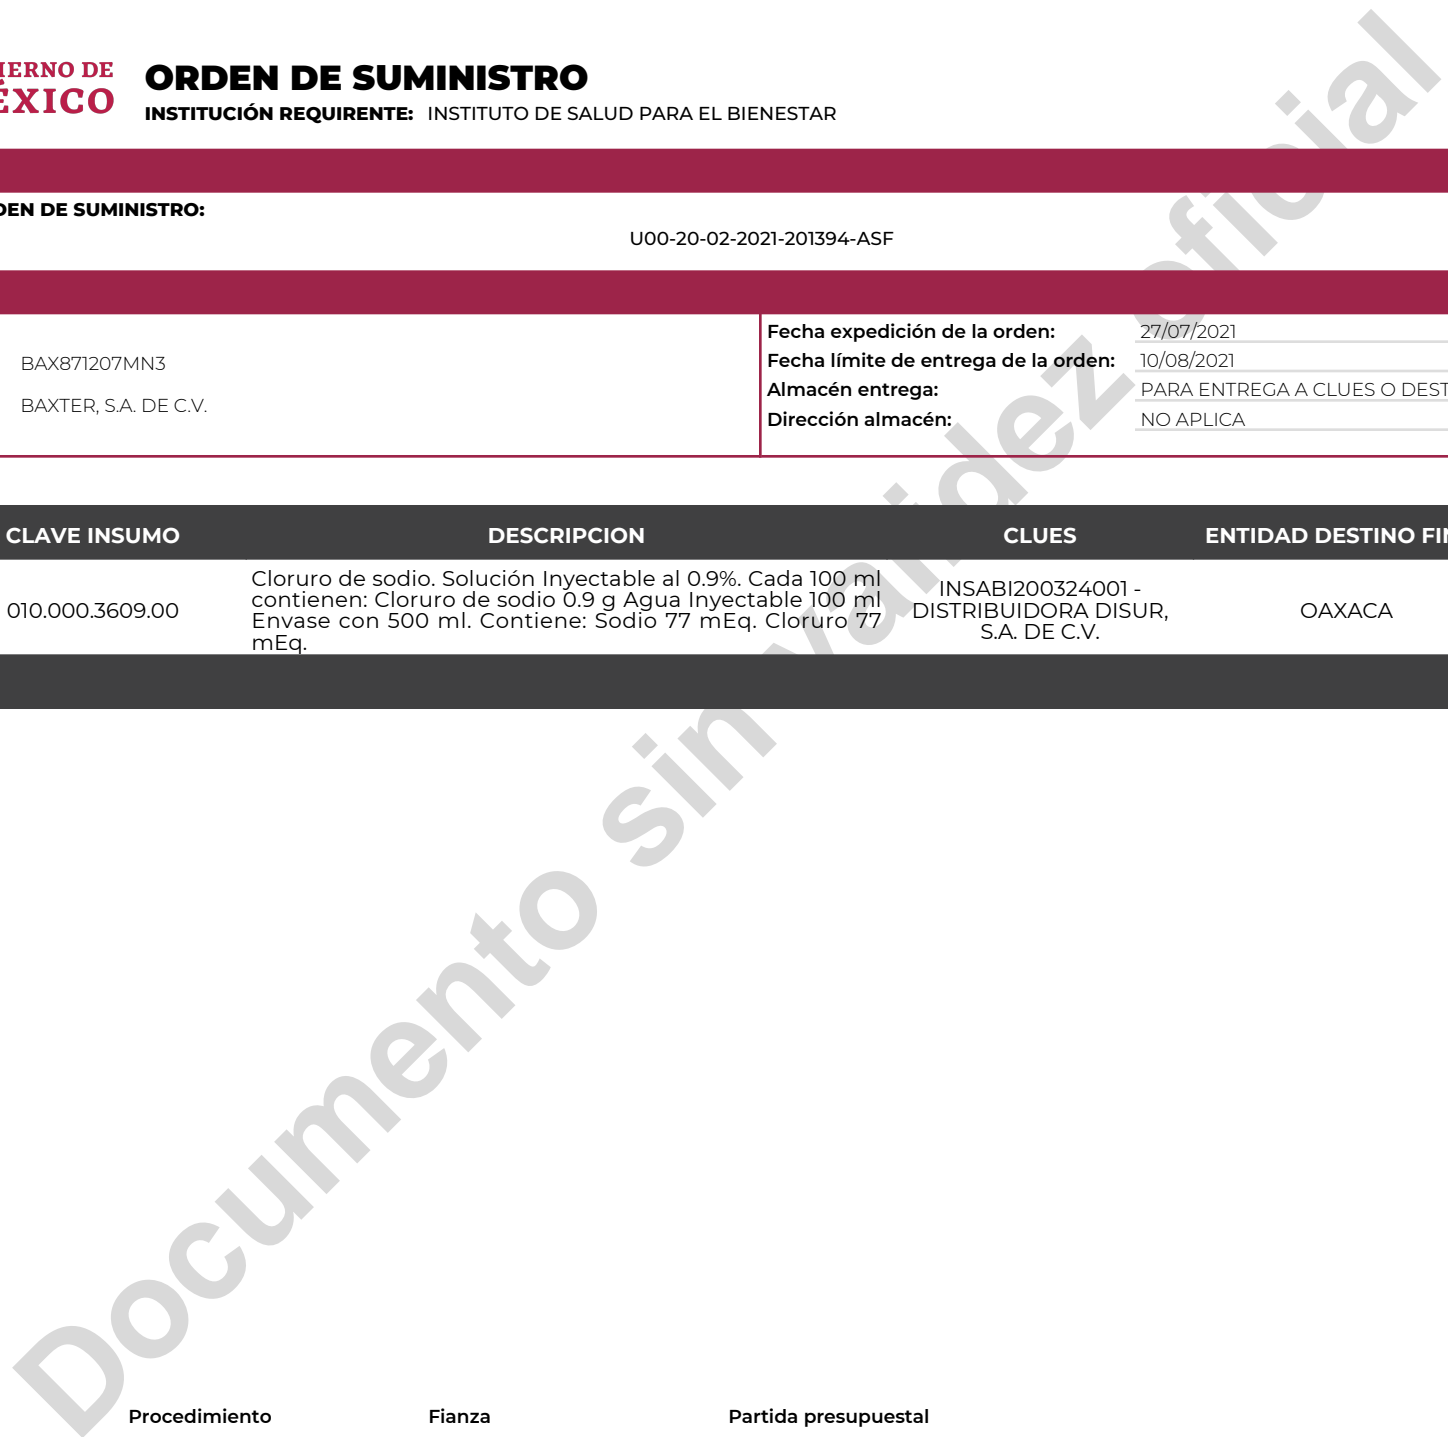 IERNO DE
ÉXICO
ORDEN DE SUMINISTRO
INSTITUCIÓN REQUIRENTE: INSTITUTO DE SALUD PARA EL BIENESTAR
DEN DE SUMINISTRO:
U00-20-02-2021-201394-ASF
BAX871207MN3
BAXTER, S.A. DE C.V.
Fecha expedición de la orden: 27/07/2021
Fecha límite de entrega de la orden: 10/08/2021
Almacén entrega: PARA ENTREGA A CLUES O DEST
Dirección almacén: NO APLICA
CLAVE INSUMO DESCRIPCION CLUES ENTIDAD DESTINO FIN
010.000.3609.00
Cloruro de sodio. Solución Inyectable al 0.9%. Cada 100 ml
contienen: Cloruro de sodio 0.9 g Agua Inyectable 100 ml
Envase con 500 ml. Contiene: Sodio 77 mEq. Cloruro 77
mEq.
INSABI200324001 -
DISTRIBUIDORA DISUR,
S.A. DE C.V.
OAXACA
Documento sin validez oficial
Procedimiento Fianza Partida presupuestal